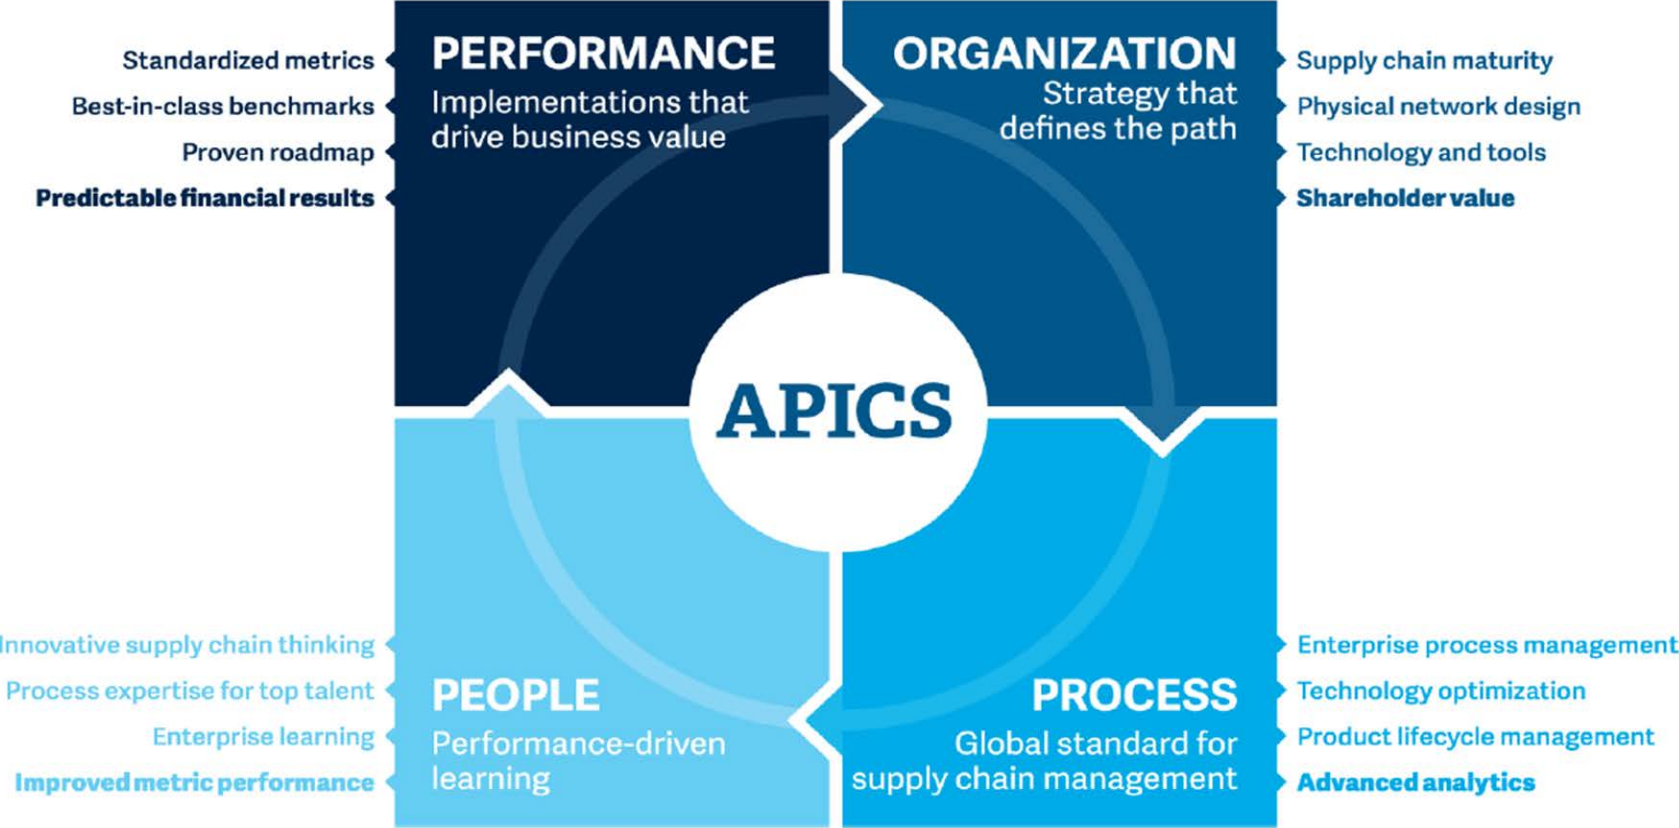 Standardized metrics
Best-in-class benchmarks
Proven roadmap
Predictable financial results
PERFORMANCE
Implementations that
drive business value
ORGANIZATION
Strategy that
defines the path
Supply chain maturity
Physical network design
Technology and tools
Shareholder value
APICS
Innovative supply chain thinking
Process expertise for top talent
Enterprise learning
Improved metric performance
PEOPLE
Performance-driven
learning
PROCESS
Global standard for
supply chain management
Enterprise process management
Technology optimization
Product lifecycle management
Advanced analytics